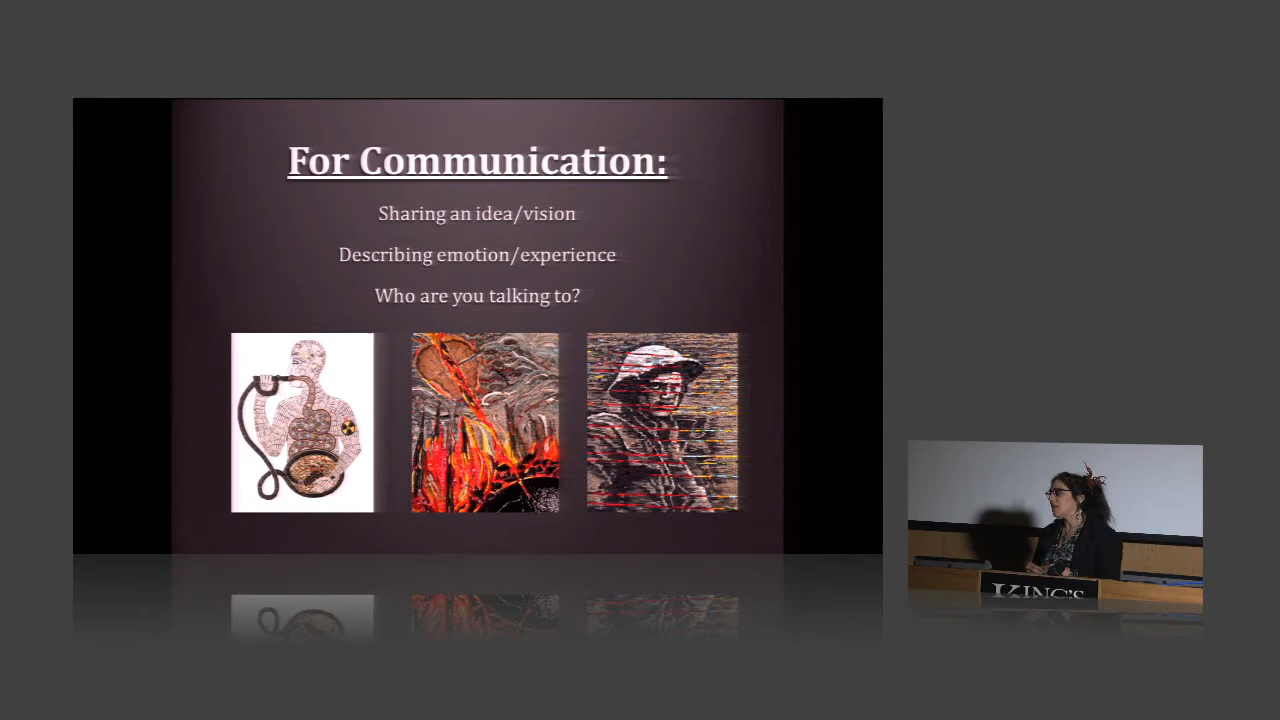 For Communication:
Sharing an idea/vision
Describing emotion/experience
Who are you talking to?
KING'S